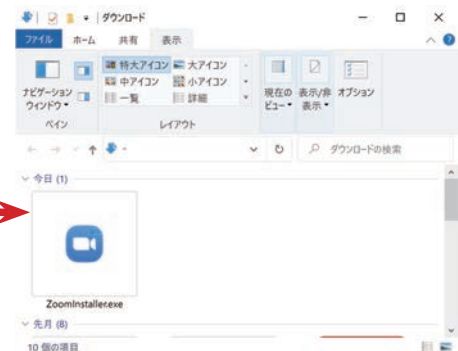 ダウンロード
ファイル ホーム 共有 表示
ナビゲーション
ウィンドウ
ペイン
特大アイコン 大アイコン
中アイコン 小アイコン
一覧 詳細
レイアウト
現在の
ビュー
表示/非
表示
オプション
ダウンロードの検索
今日 (1)
ZoomInstaller.exe
先月 (8)
10 個の項目